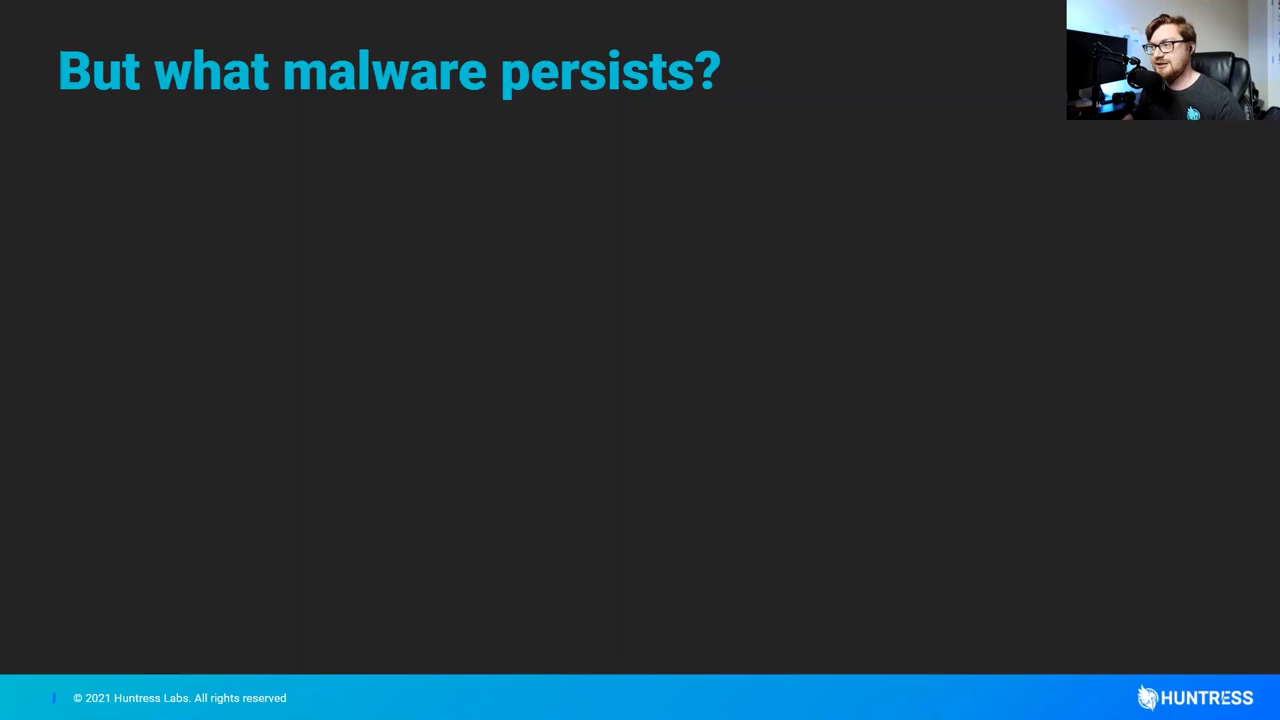 But what malware persists?
© 2021 Huntress Labs. All rights reserved
HUNTRESS